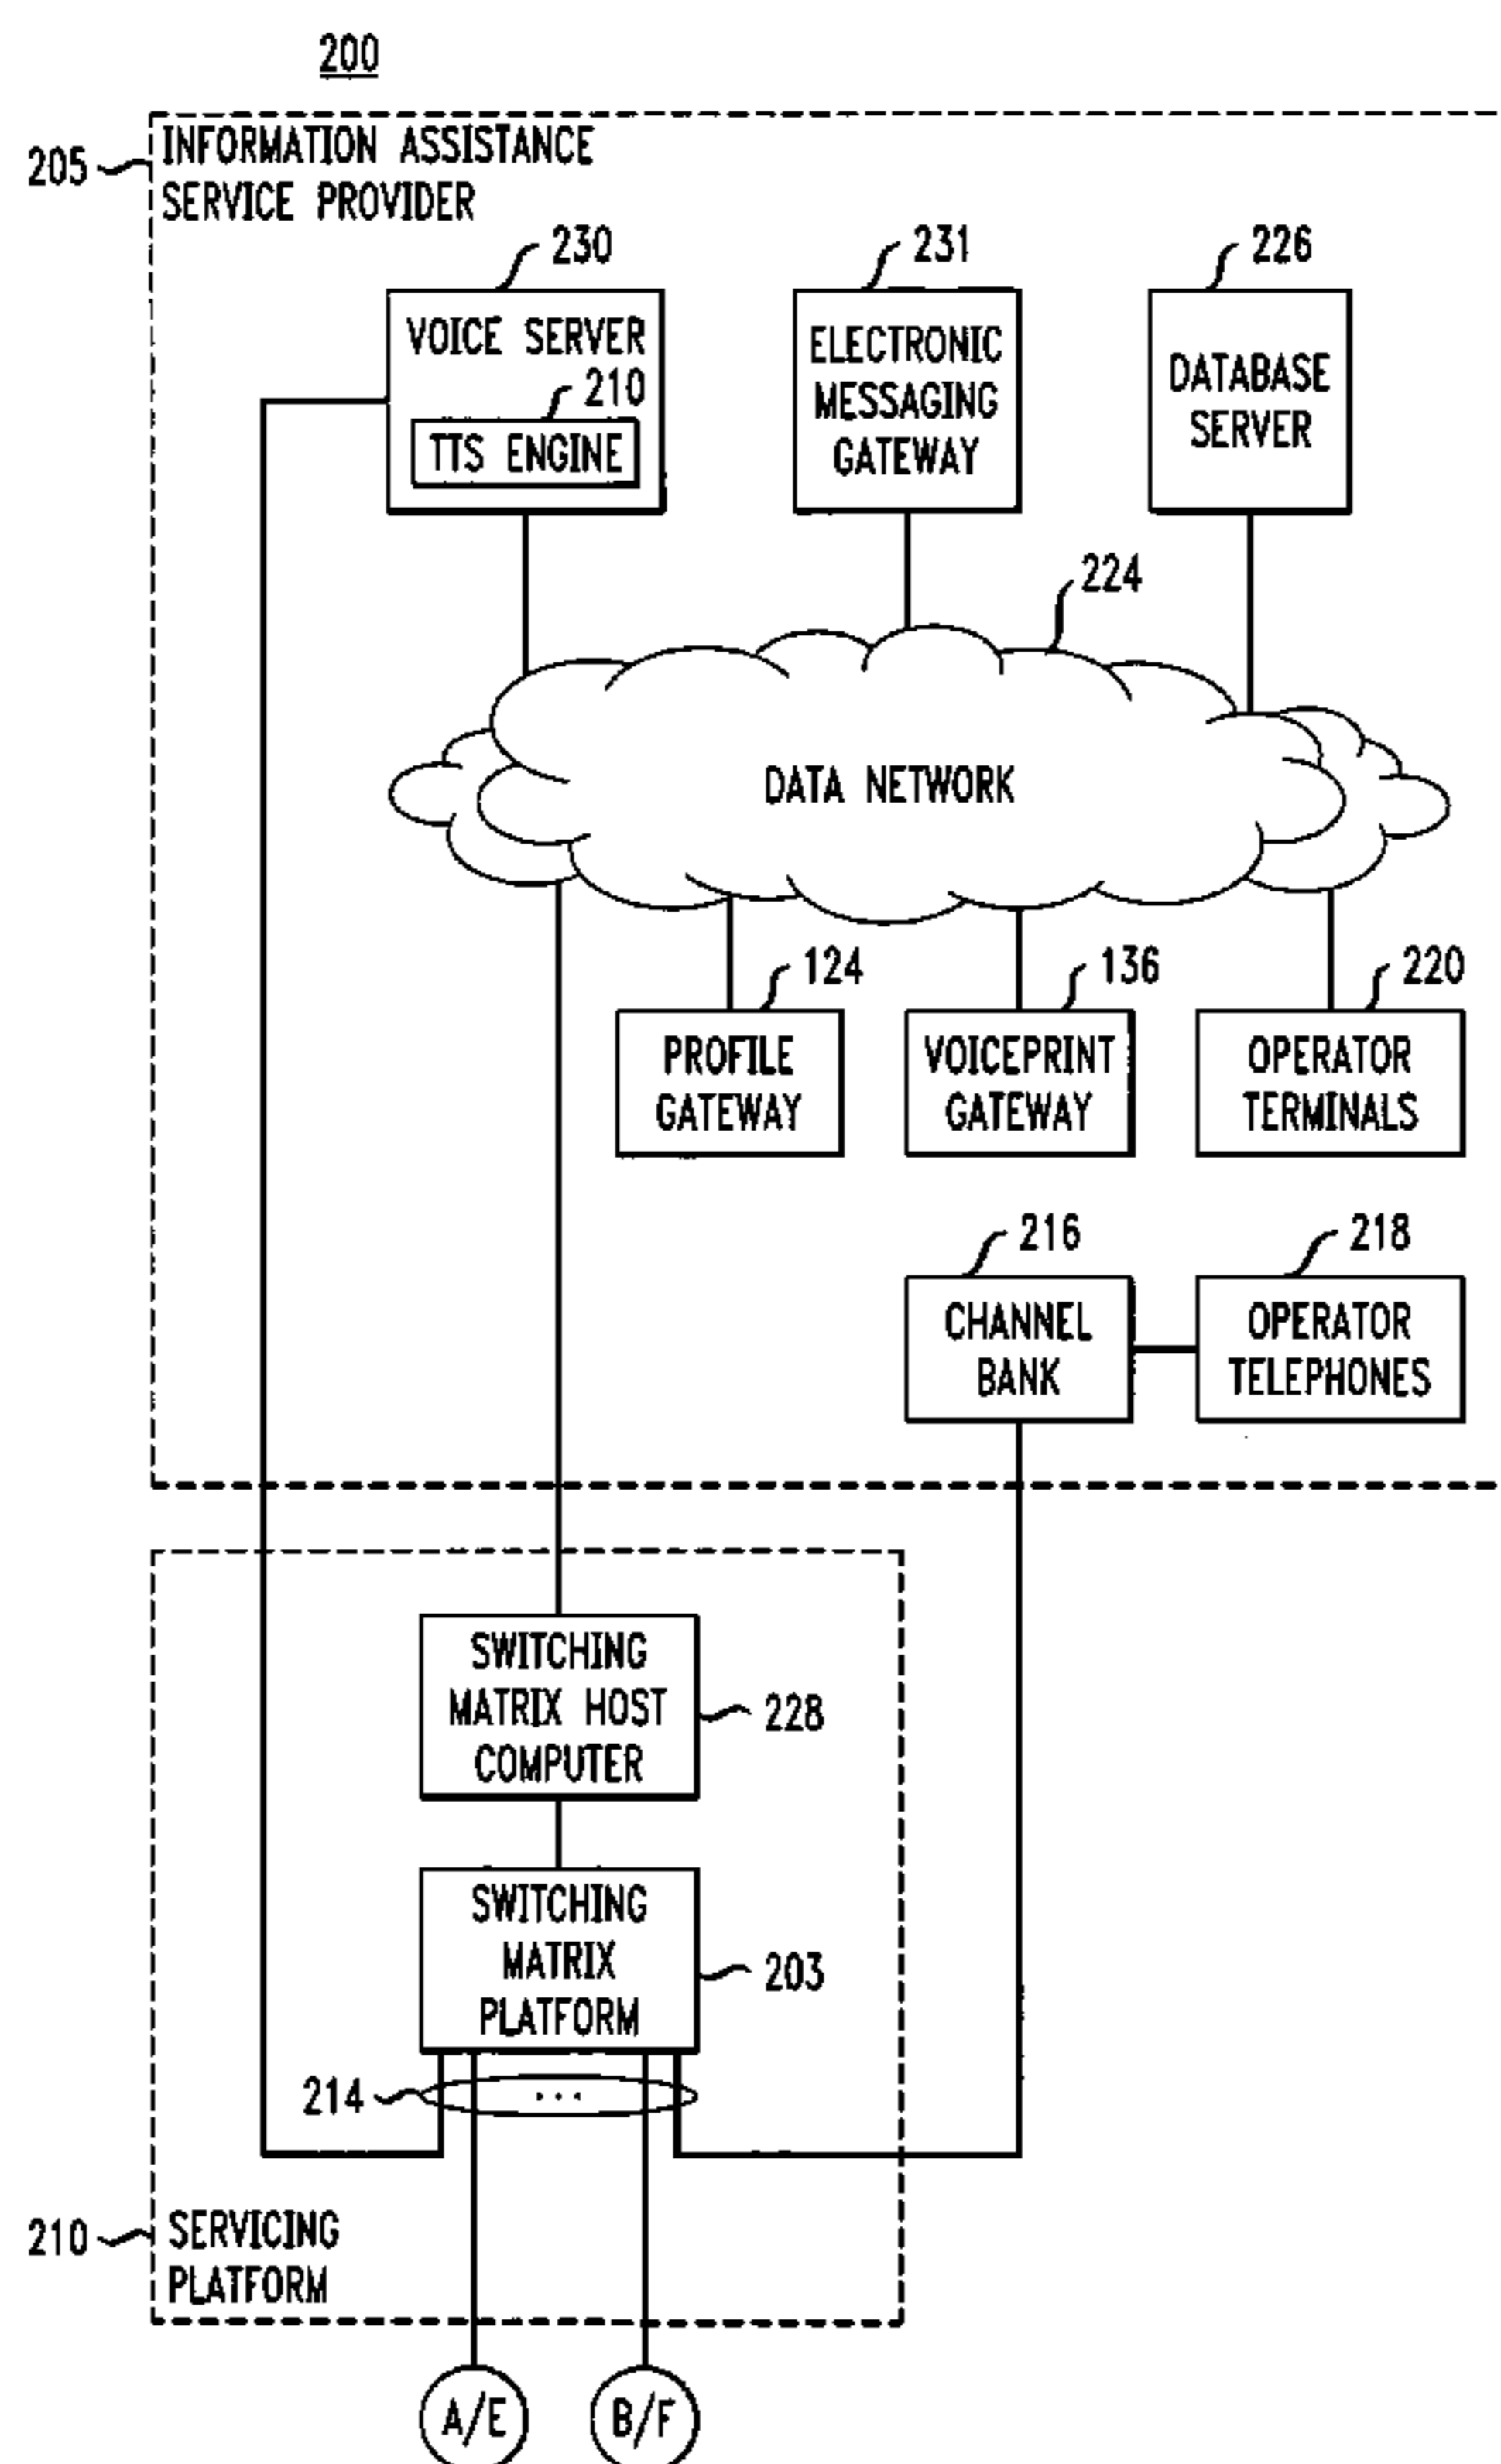 200
205
INFORMATION ASSISTANCE
SERVICE PROVIDER
230
231
226
VOICE SERVER
210
TTS ENGINE
ELECTRONIC
MESSAGING
GATEWAY
DATABASE
SERVER
224
DATA NETWORK
124
136
220
PROFILE
GATEWAY
VOICEPRINT
GATEWAY
OPERATOR
TERMINALS
216
218
CHANNEL
BANK
OPERATOR
TELEPHONES
SWITCHING
MATRIX HOST
COMPUTER
228
SWITCHING
MATRIX
PLATFORM
203
214
...
210
SERVICING
PLATFORM
A/E
B/F